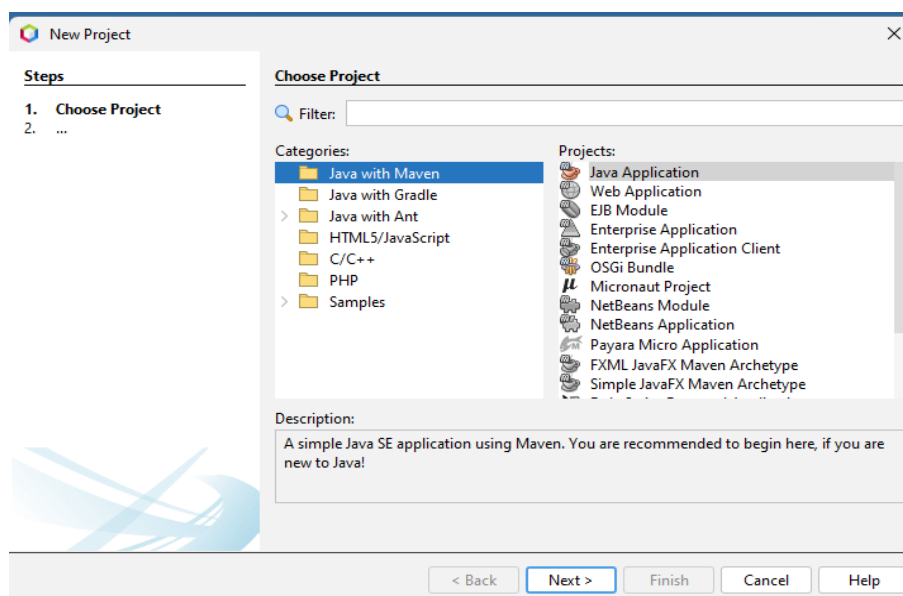 New Project
Steps
1. Choose Project
2. ...
Choose Project
Filter:
Categories:
Java with Maven
Java with Gradle
Java with Ant
HTML5/JavaScript
C/C++
PHP
Samples
Projects:
Java Application
Web Application
EJB Module
Enterprise Application
Enterprise Application Client
OSGi Bundle
Micronaut Project
NetBeans Module
NetBeans Application
Payara Micro Application
FXML JavaFX Maven Archetype
Simple JavaFX Maven Archetype
Description:
A simple Java SE application using Maven. You are recommended to begin here, if you are
new to Java!
< Back
Next >
Finish
Cancel
Help